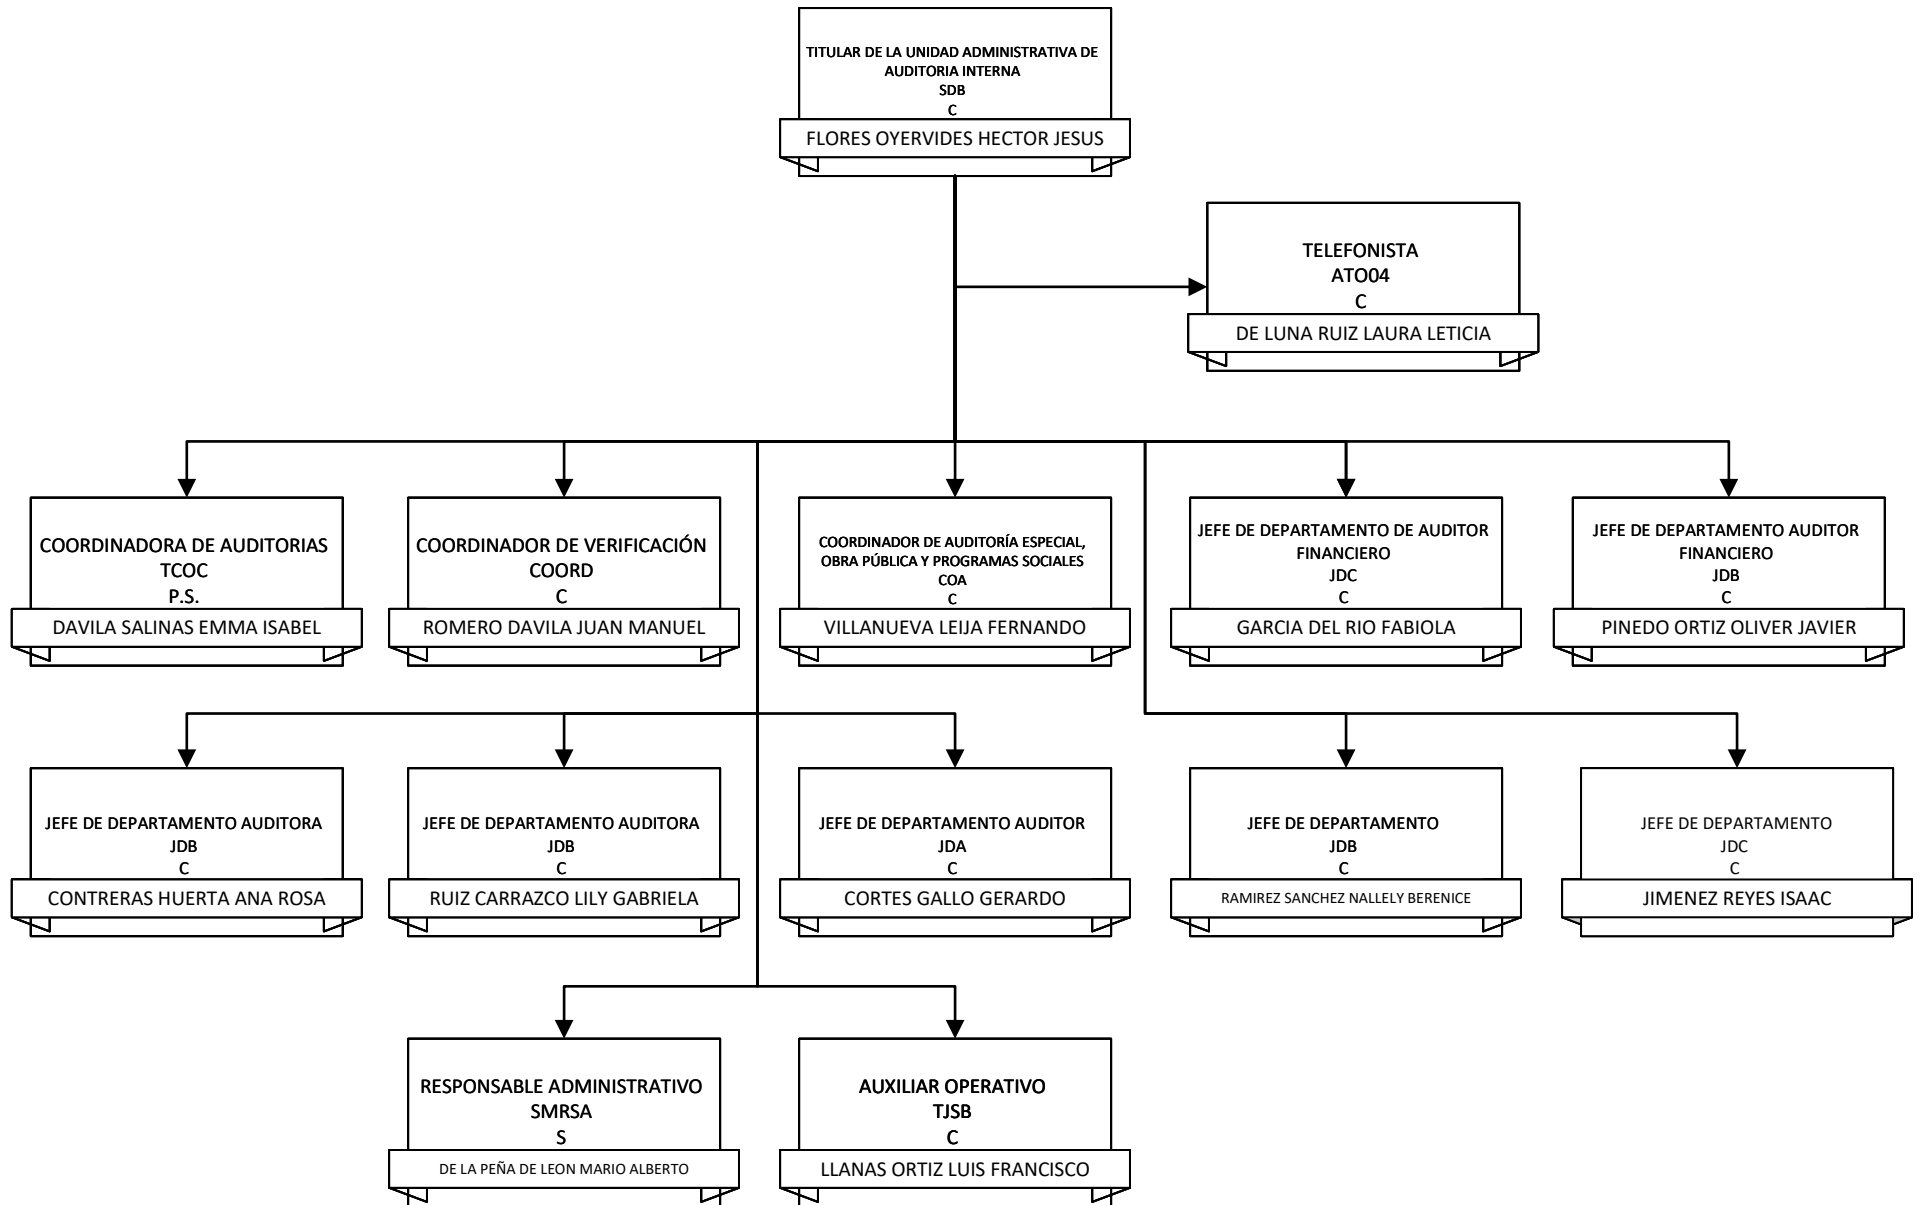 TITULAR DE LA UNIDAD ADMINISTRATIVA DE
AUDITORIA INTERNA
SDB
C
FLORES OYERVIDES HECTOR JESUS
TELEFONISTA
ATO04
C
DE LUNA RUIZ LAURA LETICIA
COORDINADORA DE AUDITORIAS
TCOC
P.S.
DAVILA SALINAS EMMA ISABEL
COORDINADOR DE VERIFICACIÓN
COORD
C
ROMERO DAVILA JUAN MANUEL
COORDINADOR DE AUDITORÍA ESPECIAL,
OBRA PÚBLICA Y PROGRAMAS SOCIALES
COA
C
VILLANUEVA LEIJA FERNANDO
JEFE DE DEPARTAMENTO DE AUDITOR
FINANCIERO
JDC
C
GARCIA DEL RIO FABIOLA
JEFE DE DEPARTAMENTO AUDITOR
FINANCIERO
JDB
C
PINEDO ORTIZ OLIVER JAVIER
JEFE DE DEPARTAMENTO AUDITORA
JDB
C
CONTRERAS HUERTA ANA ROSA
JEFE DE DEPARTAMENTO AUDITORA
JDB
C
RUIZ CARRAZCO LILY GABRIELA
JEFE DE DEPARTAMENTO AUDITOR
JDA
C
CORTES GALLO GERARDO
JEFE DE DEPARTAMENTO
JDB
C
RAMIREZ SANCHEZ NALLELY BERENICE
JEFE DE DEPARTAMENTO
JDC
C
JIMENEZ REYES ISAAC
RESPONSABLE ADMINISTRATIVO
SMRSA
S
DE LA PEÑA DE LEON MARIO ALBERTO
AUXILIAR OPERATIVO
TJSB
C
LLANAS ORTIZ LUIS FRANCISCO